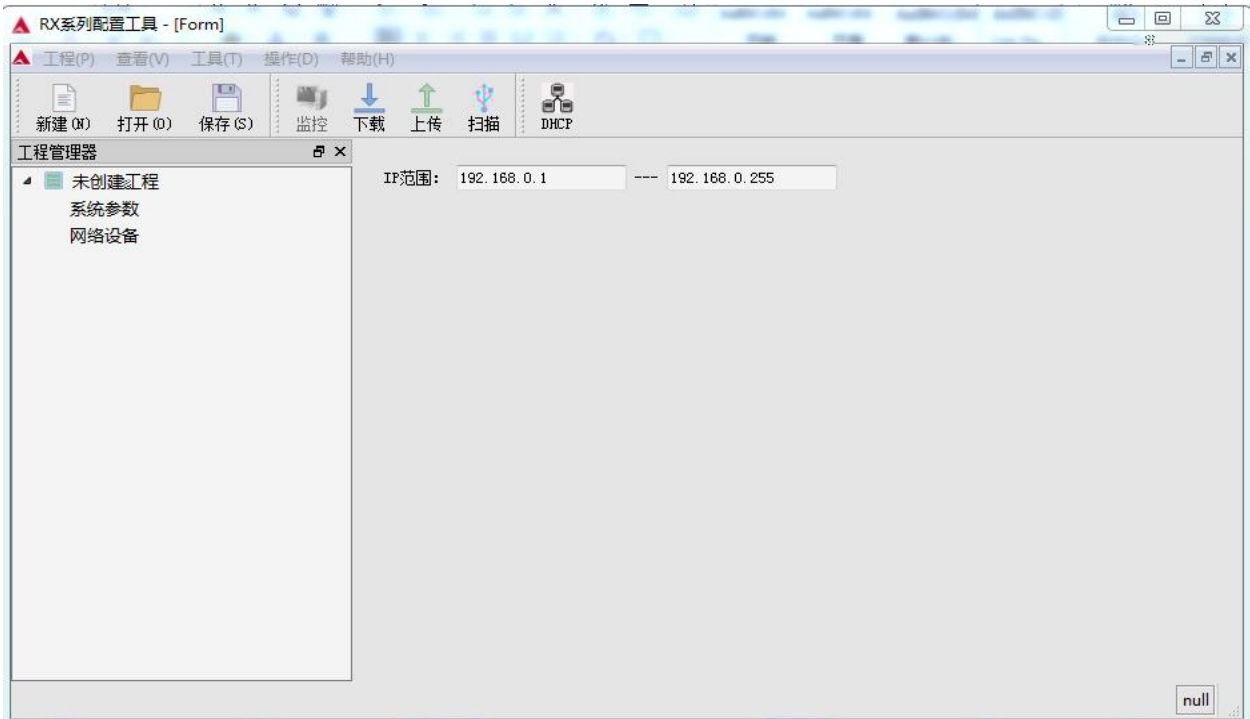 RX系列配置工具 - [Form]
工程(P) 查看(V) 工具(T) 操作(D) 帮助(H)
新建(N) 打开(O) 保存(S) 监控 下载 上传 扫描 DHCP
工程管理器
未创建工程
系统参数
网络设备
IP范围: 192.168.0.1 --- 192.168.0.255
null